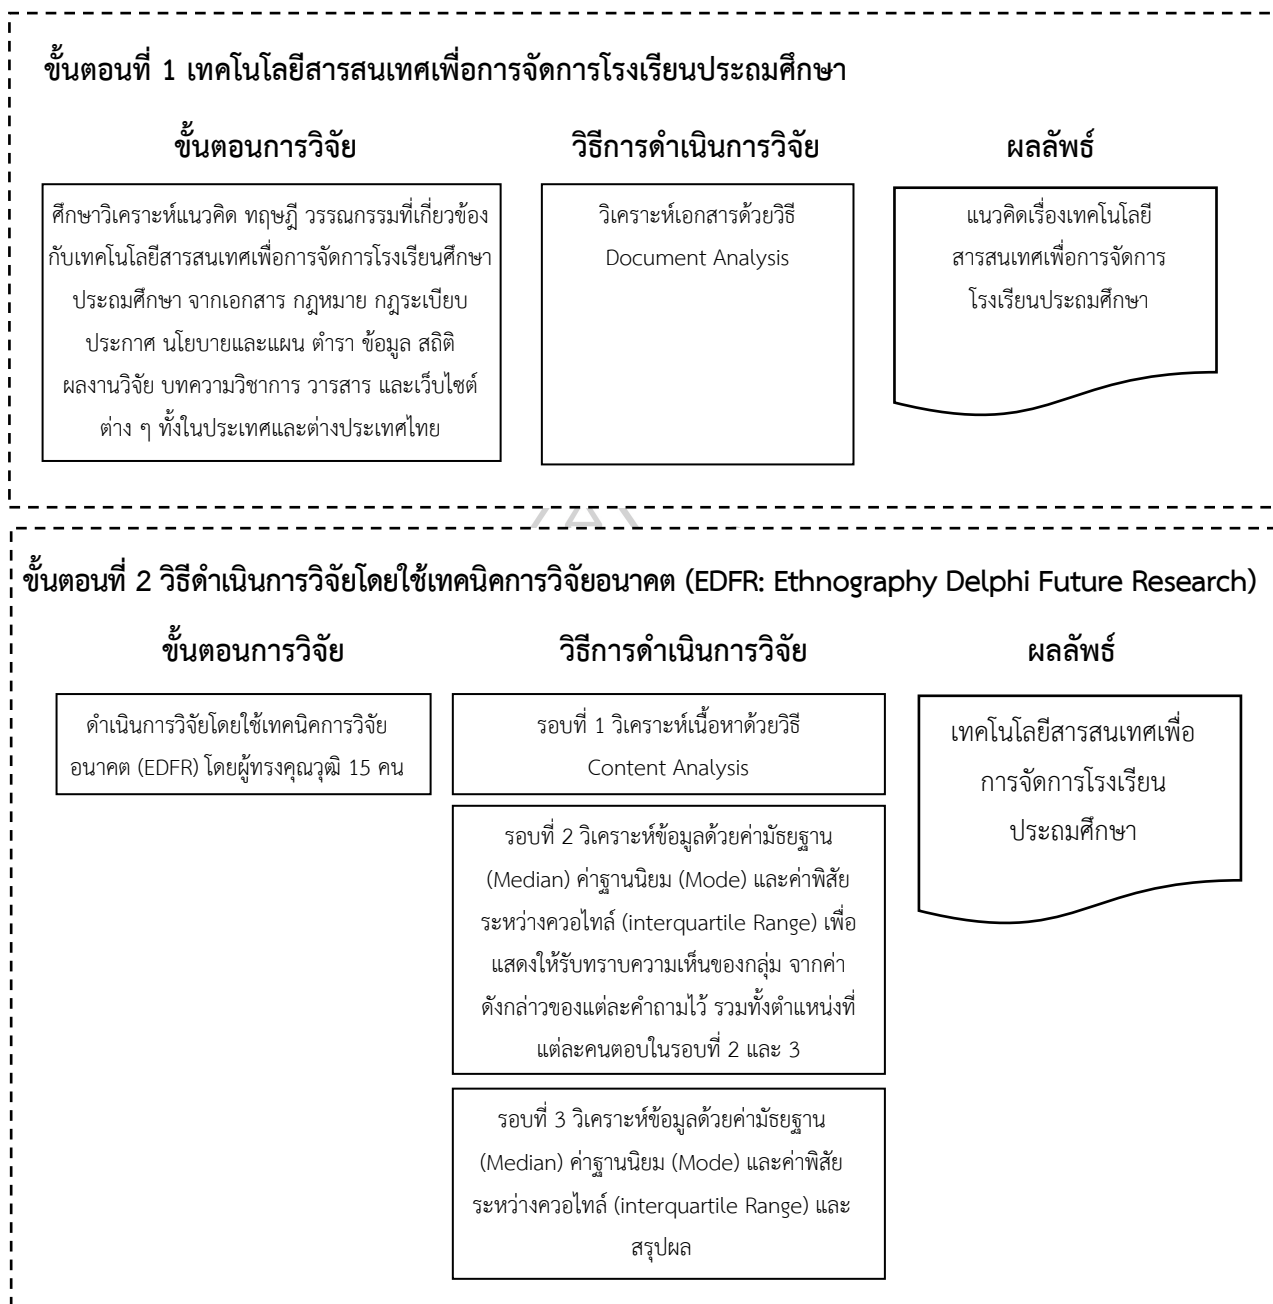 ขั้นตอนที่ 1 เทคโนโลยีสารสนเทศเพื่อการจัดการโรงเรียนประถมศึกษา
ขั้นตอนการวิจัย
ศึกษาวิเคราะห์แนวคิด ทฤษฎี วรรณกรรมที่เกี่ยวข้อง
กับเทคโนโลยีสารสนเทศเพื่อการจัดการโรงเรียนศึกษา
ประถมศึกษา จากเอกสาร กฎหมาย กฎระเบียบ
ประกาศ นโยบายและแผน ตำรา ข้อมูล สถิติ
ผลงานวิจัย บทความวิชาการ วารสาร และเว็บไซต์
ต่าง ๆ ทั้งในประเทศและต่างประเทศไทย
วิธีการดำเนินการวิจัย
วิเคราะห์เอกสารด้วยวิธี
Document Analysis
ผลลัพธ์
แนวคิดเรื่องเทคโนโลยี
สารสนเทศเพื่อการจัดการ
โรงเรียนประถมศึกษา
ขั้นตอนที่ 2 วิธีดำเนินการวิจัยโดยใช้เทคนิคการวิจัยอนาคต (EDFR: Ethnography Delphi Future Research)
ขั้นตอนการวิจัย
ดำเนินการวิจัยโดยใช้เทคนิคการวิจัย
อนาคต (EDFR) โดยผู้ทรงคุณวุฒิ 15 คน
วิธีการดำเนินการวิจัย
รอบที่ 1 วิเคราะห์เนื้อหาด้วยวิธี
Content Analysis
รอบที่ 2 วิเคราะห์ข้อมูลด้วยค่ามัธยฐาน
(Median) ค่าฐานนิยม (Mode) และค่าพิสัย
ระหว่างควอไทล์ (interquartile Range) เพื่อ
แสดงให้รับทราบความเห็นของกลุ่ม จากค่า
ดังกล่าวของแต่ละคำถามไว้ รวมทั้งตำแหน่งที่
แต่ละคนตอบในรอบที่ 2 และ 3
รอบที่ 3 วิเคราะห์ข้อมูลด้วยค่ามัธยฐาน
(Median) ค่าฐานนิยม (Mode) และค่าพิสัย
ระหว่างควอไทล์ (interquartile Range) และ
สรุปผล
ผลลัพธ์
เทคโนโลยีสารสนเทศเพื่อ
การจัดการโรงเรียน
ประถมศึกษา